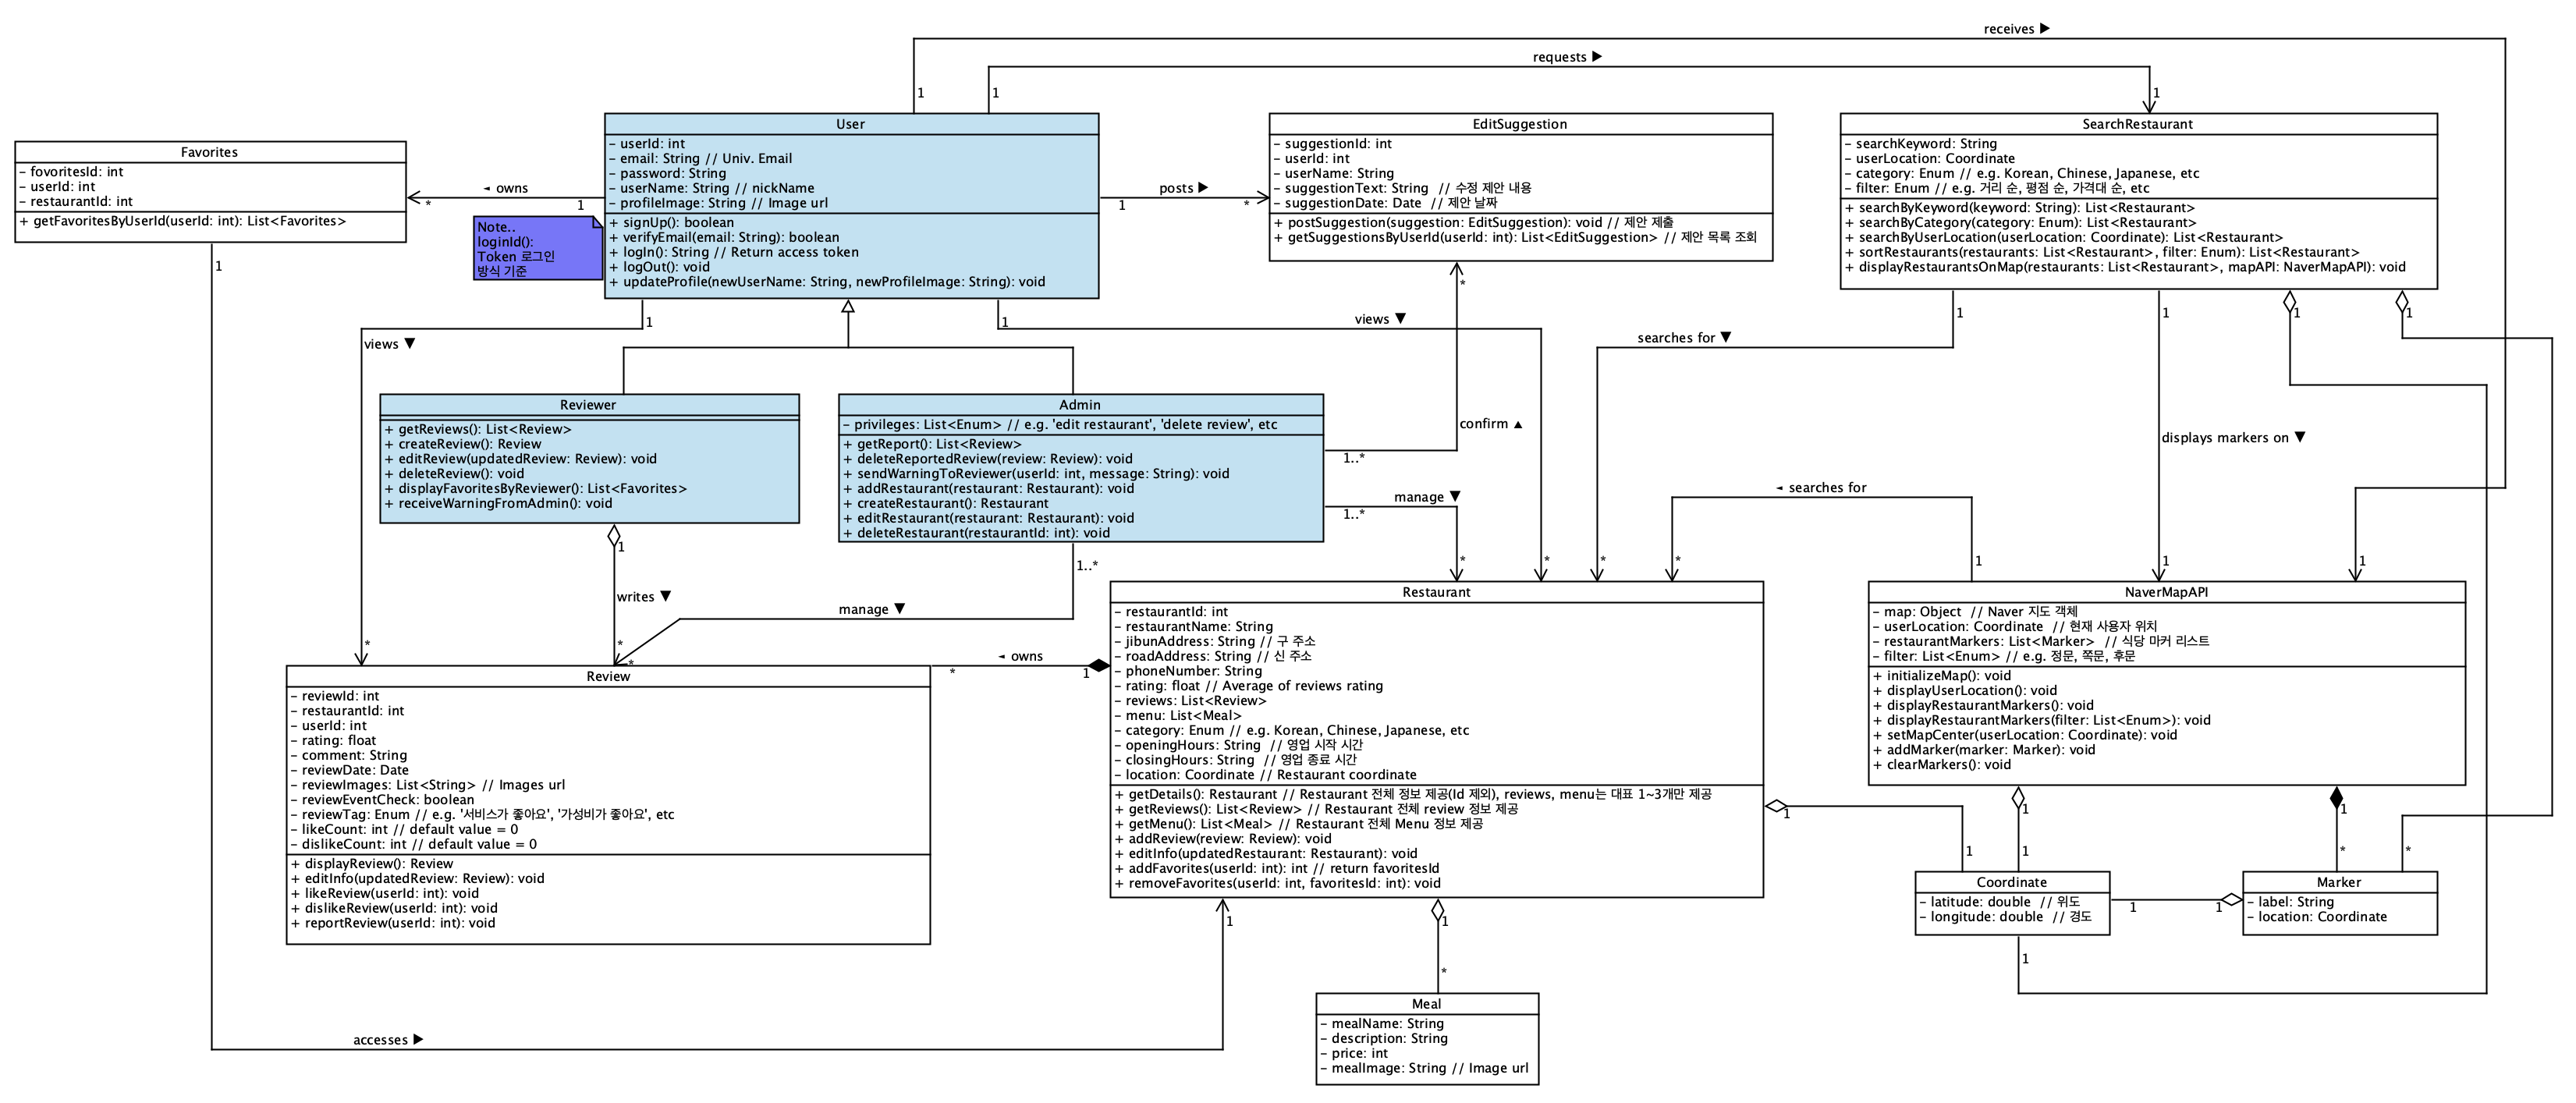 receives ▶
requests ▶
1
1
1
Favorites
- fovoritesId: int
- userId: int
- restaurantId: int
+ getFavoritesByUserId(userId: int): List<Favorites>
1
◄ owns
*
1
Note..
loginId():
Token 로그인
방식 기준
User
- userId: int
- email: String // Univ. Email
- password: String
- userName: String // nickName
- profileImage: String // Image url
+ signUp(): boolean
+ verifyEmail(email: String): boolean
+ logIn(): String // Return access token
+ logOut(): void
+ updateProfile(newUserName: String, newProfileImage: String): void
posts ▶
1
*
EditSuggestion
- suggestionId: int
- userId: int
- userName: String
- suggestionText: String // 수정 제안 내용
- suggestionDate: Date // 제안 날짜
+ postSuggestion(suggestion: EditSuggestion): void // 제안 제출
+ getSuggestionsByUserId(userId: int): List<EditSuggestion> // 제안 목록 조회
*
SearchRestaurant
- searchKeyword: String
- userLocation: Coordinate
- category: Enum // e.g. Korean, Chinese, Japanese, etc
- filter: Enum // e.g. 거리 순, 평점 순, 가격대 순, etc
+ searchByKeyword(keyword: String): List<Restaurant>
+ searchByCategory(category: Enum): List<Restaurant>
+ searchByUserLocation(userLocation: Coordinate): List<Restaurant>
+ sortRestaurants(restaurants: List<Restaurant>, filter: Enum): List<Restaurant>
+ displayRestaurantsOnMap(restaurants: List<Restaurant>, mapAPI: NaverMapAPI): void
1
1
1
1
1
views ▼
1
views ▼
searches for ▼
Reviewer
+ getReviews(): List<Review>
+ createReview(): Review
+ editReview(updatedReview: Review): void
+ deleteReview(): void
+ displayFavoritesByReviewer(): List<Favorites>
+ receiveWarningFromAdmin(): void
1
writes ▼
*
Admin
- privileges: List<Enum> // e.g. 'edit restaurant', 'delete review', etc
+ getReport(): List<Review>
+ deleteReportedReview(review: Review): void
+ sendWarningToReviewer(userId: int, message: String): void
+ addRestaurant(restaurant: Restaurant): void
+ createRestaurant(): Restaurant
+ editRestaurant(restaurant: Restaurant): void
+ deleteRestaurant(restaurantId: int): void
confirm ▲
1..*
manage ▼
1..*
1..*
manage ▼
*
displays markers on ▼
◄ searches for
*
*
*
*
1
1
1
*
◄ owns
*
1
Review
- reviewId: int
- restaurantId: int
- userId: int
- rating: float
- comment: String
- reviewDate: Date
- reviewImages: List<String> // Images url
- reviewEventCheck: boolean
- reviewTag: Enum // e.g. '서비스가 좋아요', '가성비가 좋아요', etc
- likeCount: int // default value = 0
- dislikeCount: int // default value = 0
+ displayReview(): Review
+ editInfo(updatedReview: Review): void
+ likeReview(userId: int): void
+ dislikeReview(userId: int): void
+ reportReview(userId: int): void
Restaurant
- restaurantId: int
- restaurantName: String
- jibunAddress: String // 구 주소
- roadAddress: String // 신 주소
- phoneNumber: String
- rating: float // Average of reviews rating
- reviews: List<Review>
- menu: List<Meal>
- category: Enum // e.g. Korean, Chinese, Japanese, etc
- openingHours: String // 영업 시작 시간
- closingHours: String // 영업 종료 시간
- location: Coordinate // Restaurant coordinate
+ getDetails(): Restaurant // Restaurant 전체 정보 제공(Id 제외), reviews, menu는 대표 1~3개만 제공
+ getReviews(): List<Review> // Restaurant 전체 review 정보 제공
+ getMenu(): List<Meal> // Restaurant 전체 Menu 정보 제공
+ addReview(review: Review): void
+ editInfo(updatedRestaurant: Restaurant): void
+ addFavorites(userId: int): int // return favoritesId
+ removeFavorites(userId: int, favoritesId: int): void
1
1
1
NaverMapAPI
- map: Object // Naver 지도 객체
- userLocation: Coordinate // 현재 사용자 위치
- restaurantMarkers: List<Marker> // 식당 마커 리스트
- filter: List<Enum> // e.g. 정문, 쪽문, 후문
+ initializeMap(): void
+ displayUserLocation(): void
+ displayRestaurantMarkers(): void
+ displayRestaurantMarkers(filter: List<Enum>): void
+ setMapCenter(userLocation: Coordinate): void
+ addMarker(marker: Marker): void
+ clearMarkers(): void
1
1
1
1
*
*
Coordinate
- latitude: double // 위도
- longitude: double // 경도
1
1
1
Marker
- label: String
- location: Coordinate
*
Meal
- mealName: String
- description: String
- price: int
- mealImage: String // Image url
accesses ▶